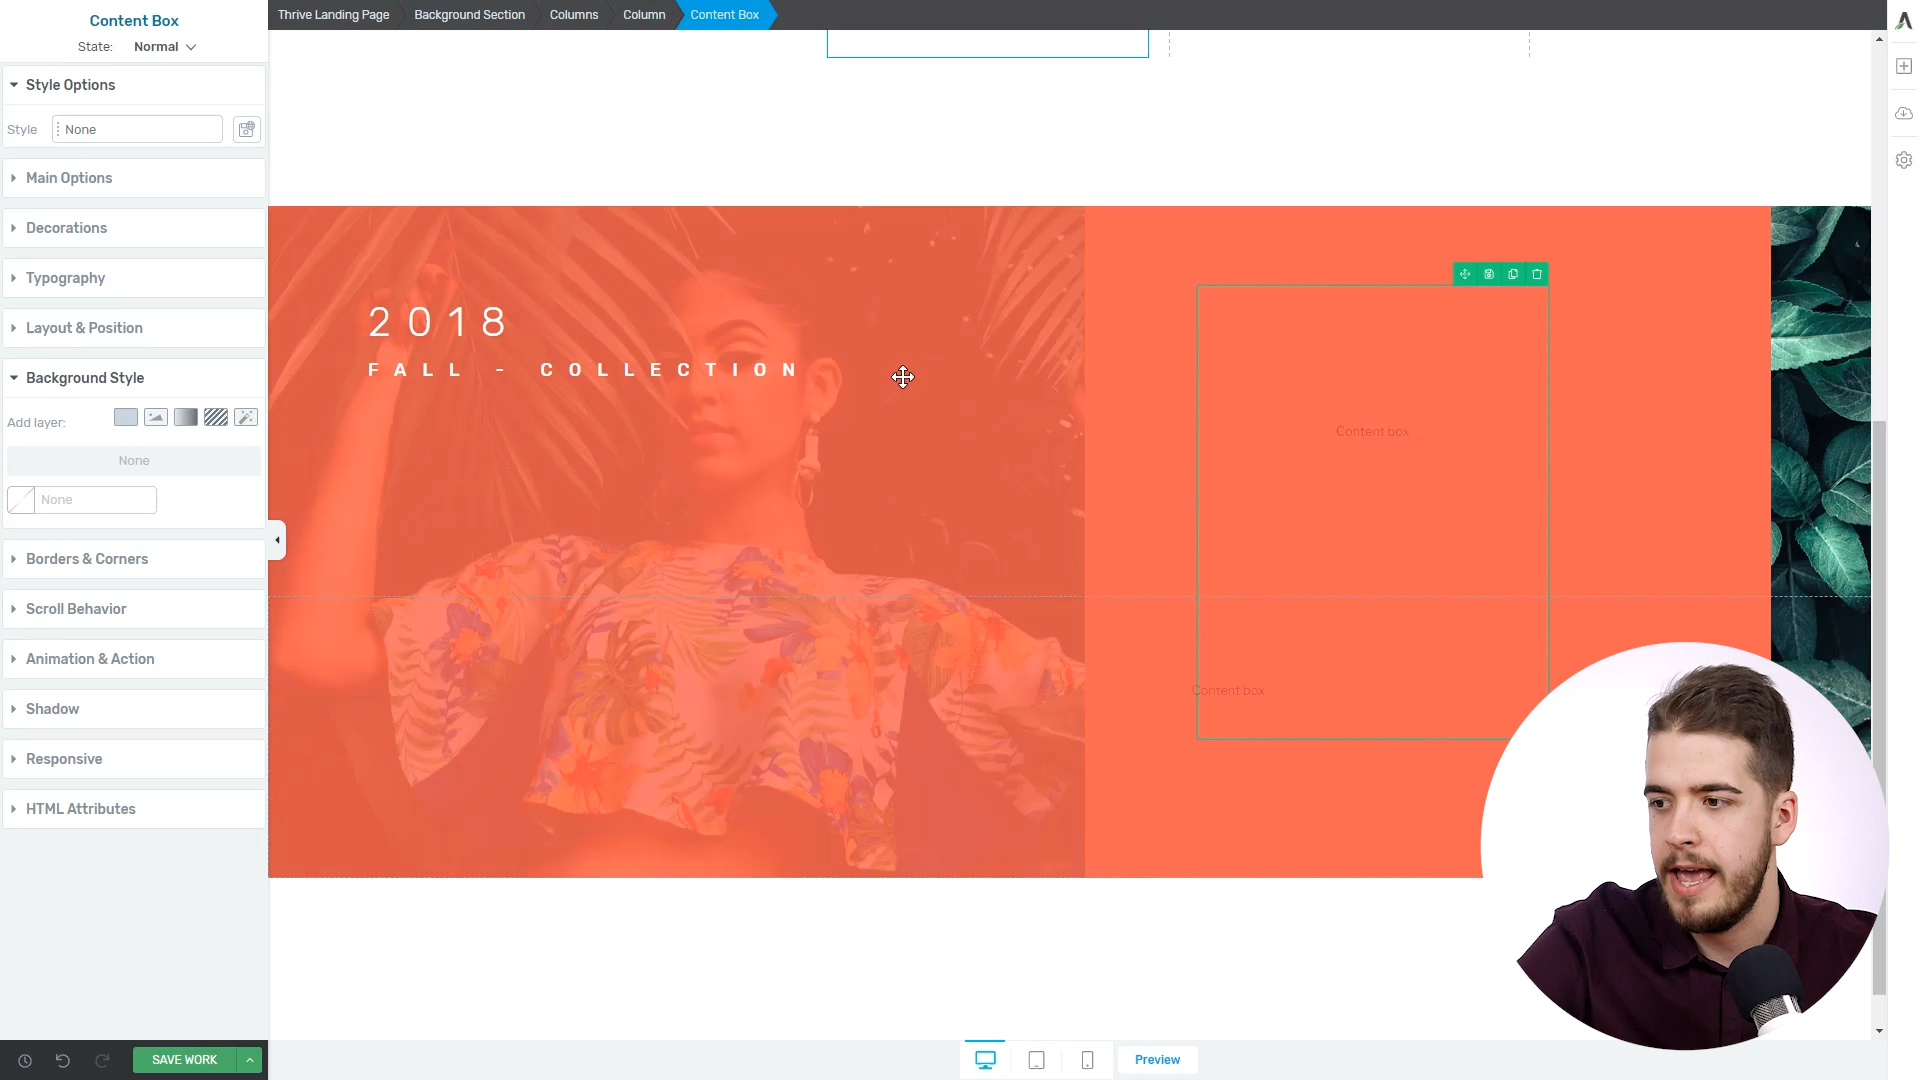 Content Box
State: Normal
Style Options
Style None
Main Options
Decorations
Typography
Layout & Position
Background Style
Add layer:
None
None
Borders & Corners
Scroll Behavior
Animation & Action
Shadow
Responsive
HTML Attributes
SAVE WORK
Thrive Landing Page Background Section Columns Column Content Box
2018
FALL - COLLECTION
Content box
Content box
Preview